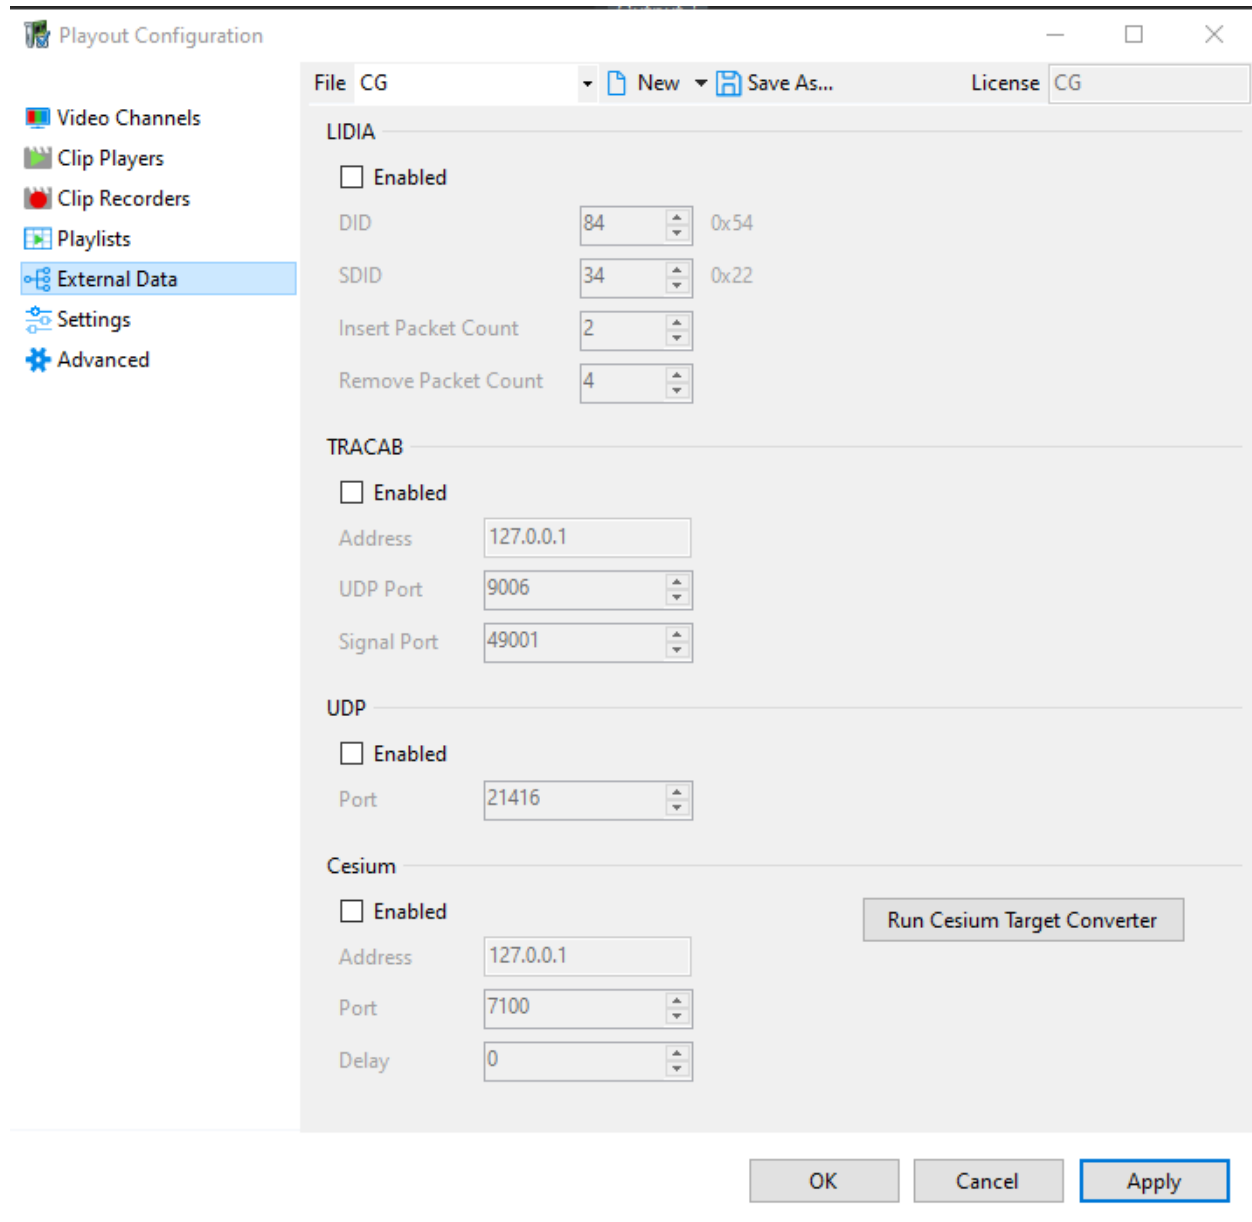 Playout Configuration
File CG New Save As... License CG
Video Channels
Clip Players
Clip Recorders
Playlists
External Data
Settings
Advanced
LIDIA
Enabled
DID 84 0x54
SDID 34 0x22
Insert Packet Count 2
Remove Packet Count 4
TRACAB
Enabled
Address 127.0.0.1
UDP Port 9006
Signal Port 49001
UDP
Enabled
Port 21416
Cesium
Enabled Run Cesium Target Converter
Address 127.0.0.1
Port 7100
Delay 0
OK Cancel Apply